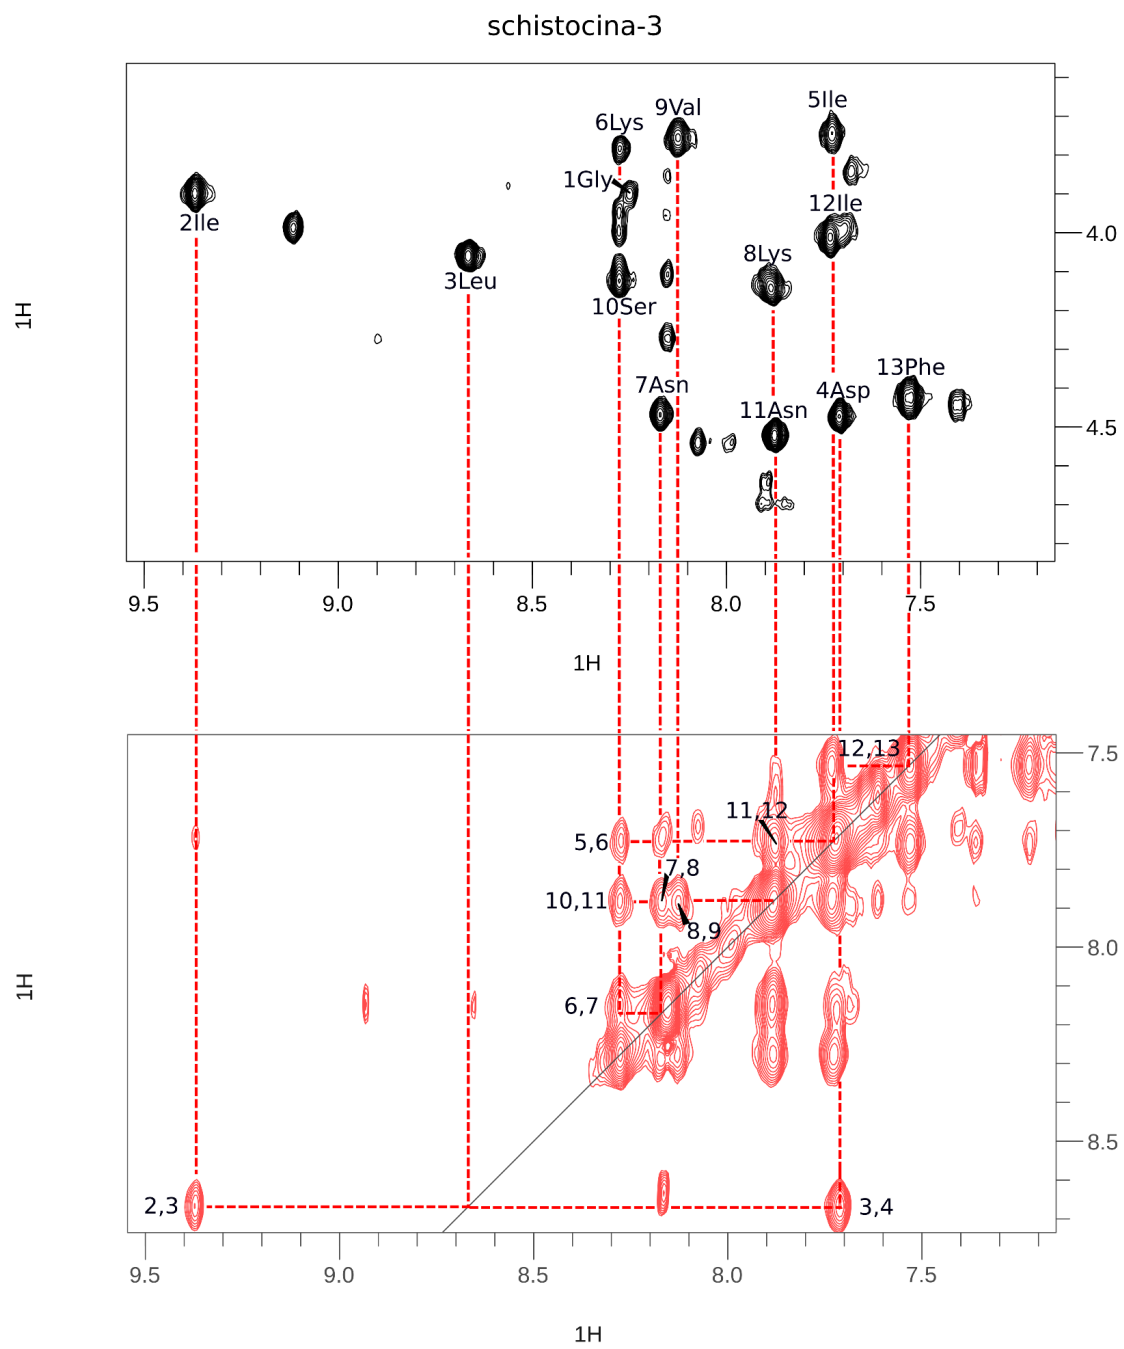 schistocina-3
5Ile
9Val
6Lys
1Gly
12Ile
2Ile
4.0
8Lys
3Leu
10Ser
1H
13Phe
7Asn
4Asp
11Asn
4.5
9.5 9.0 8.5 8.0 7.5
1H
12,13
7.5
11,12
5,6
7,8
10,11
8,9
8.0
1H
6,7
8.5
2,3
3,4
9.5 9.0 8.5 8.0 7.5
1H